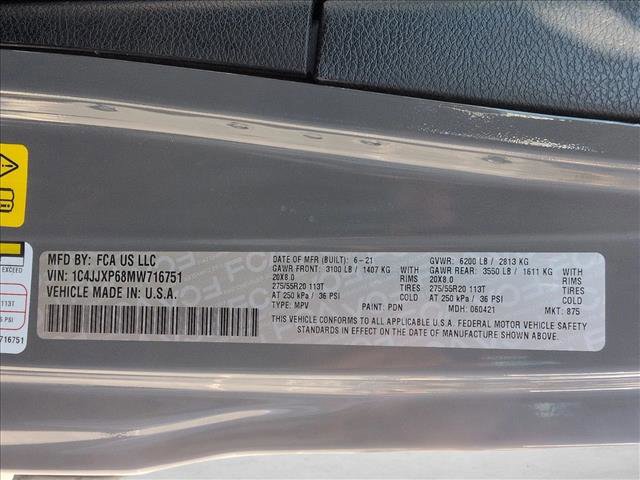 MFD BY: FCA US LLC
VIN: 1C4JJXP68MW716751
VEHICLE MADE IN: U.S.A.
DATE OF MFR (BUILT): 6-21
GAWR FRONT: 3100 LB / 1407 KG WITH
20X8.0 RIMS
275/55R20 113T TIRES
AT 250 kPa / 36 PSI
TYPE: MPV PAINT: PDN
GVWR: 6200 LB / 2813 KG
GAWR REAR: 3550 LB / 1611 KG WITH
20X8.0 RIMS
275/55R20 113T TIRES
AT 250 kPa / 36 PSI
MDH: 060421 MKT: 875
THIS VEHICLE CONFORMS TO ALL APPLICABLE U.S.A. FEDERAL MOTOR VEHICLE SAFETY
STANDARDS IN EFFECT ON THE DATE OF MANUFACTURE SHOWN ABOVE.
EXCEED
113T
PSI
716751